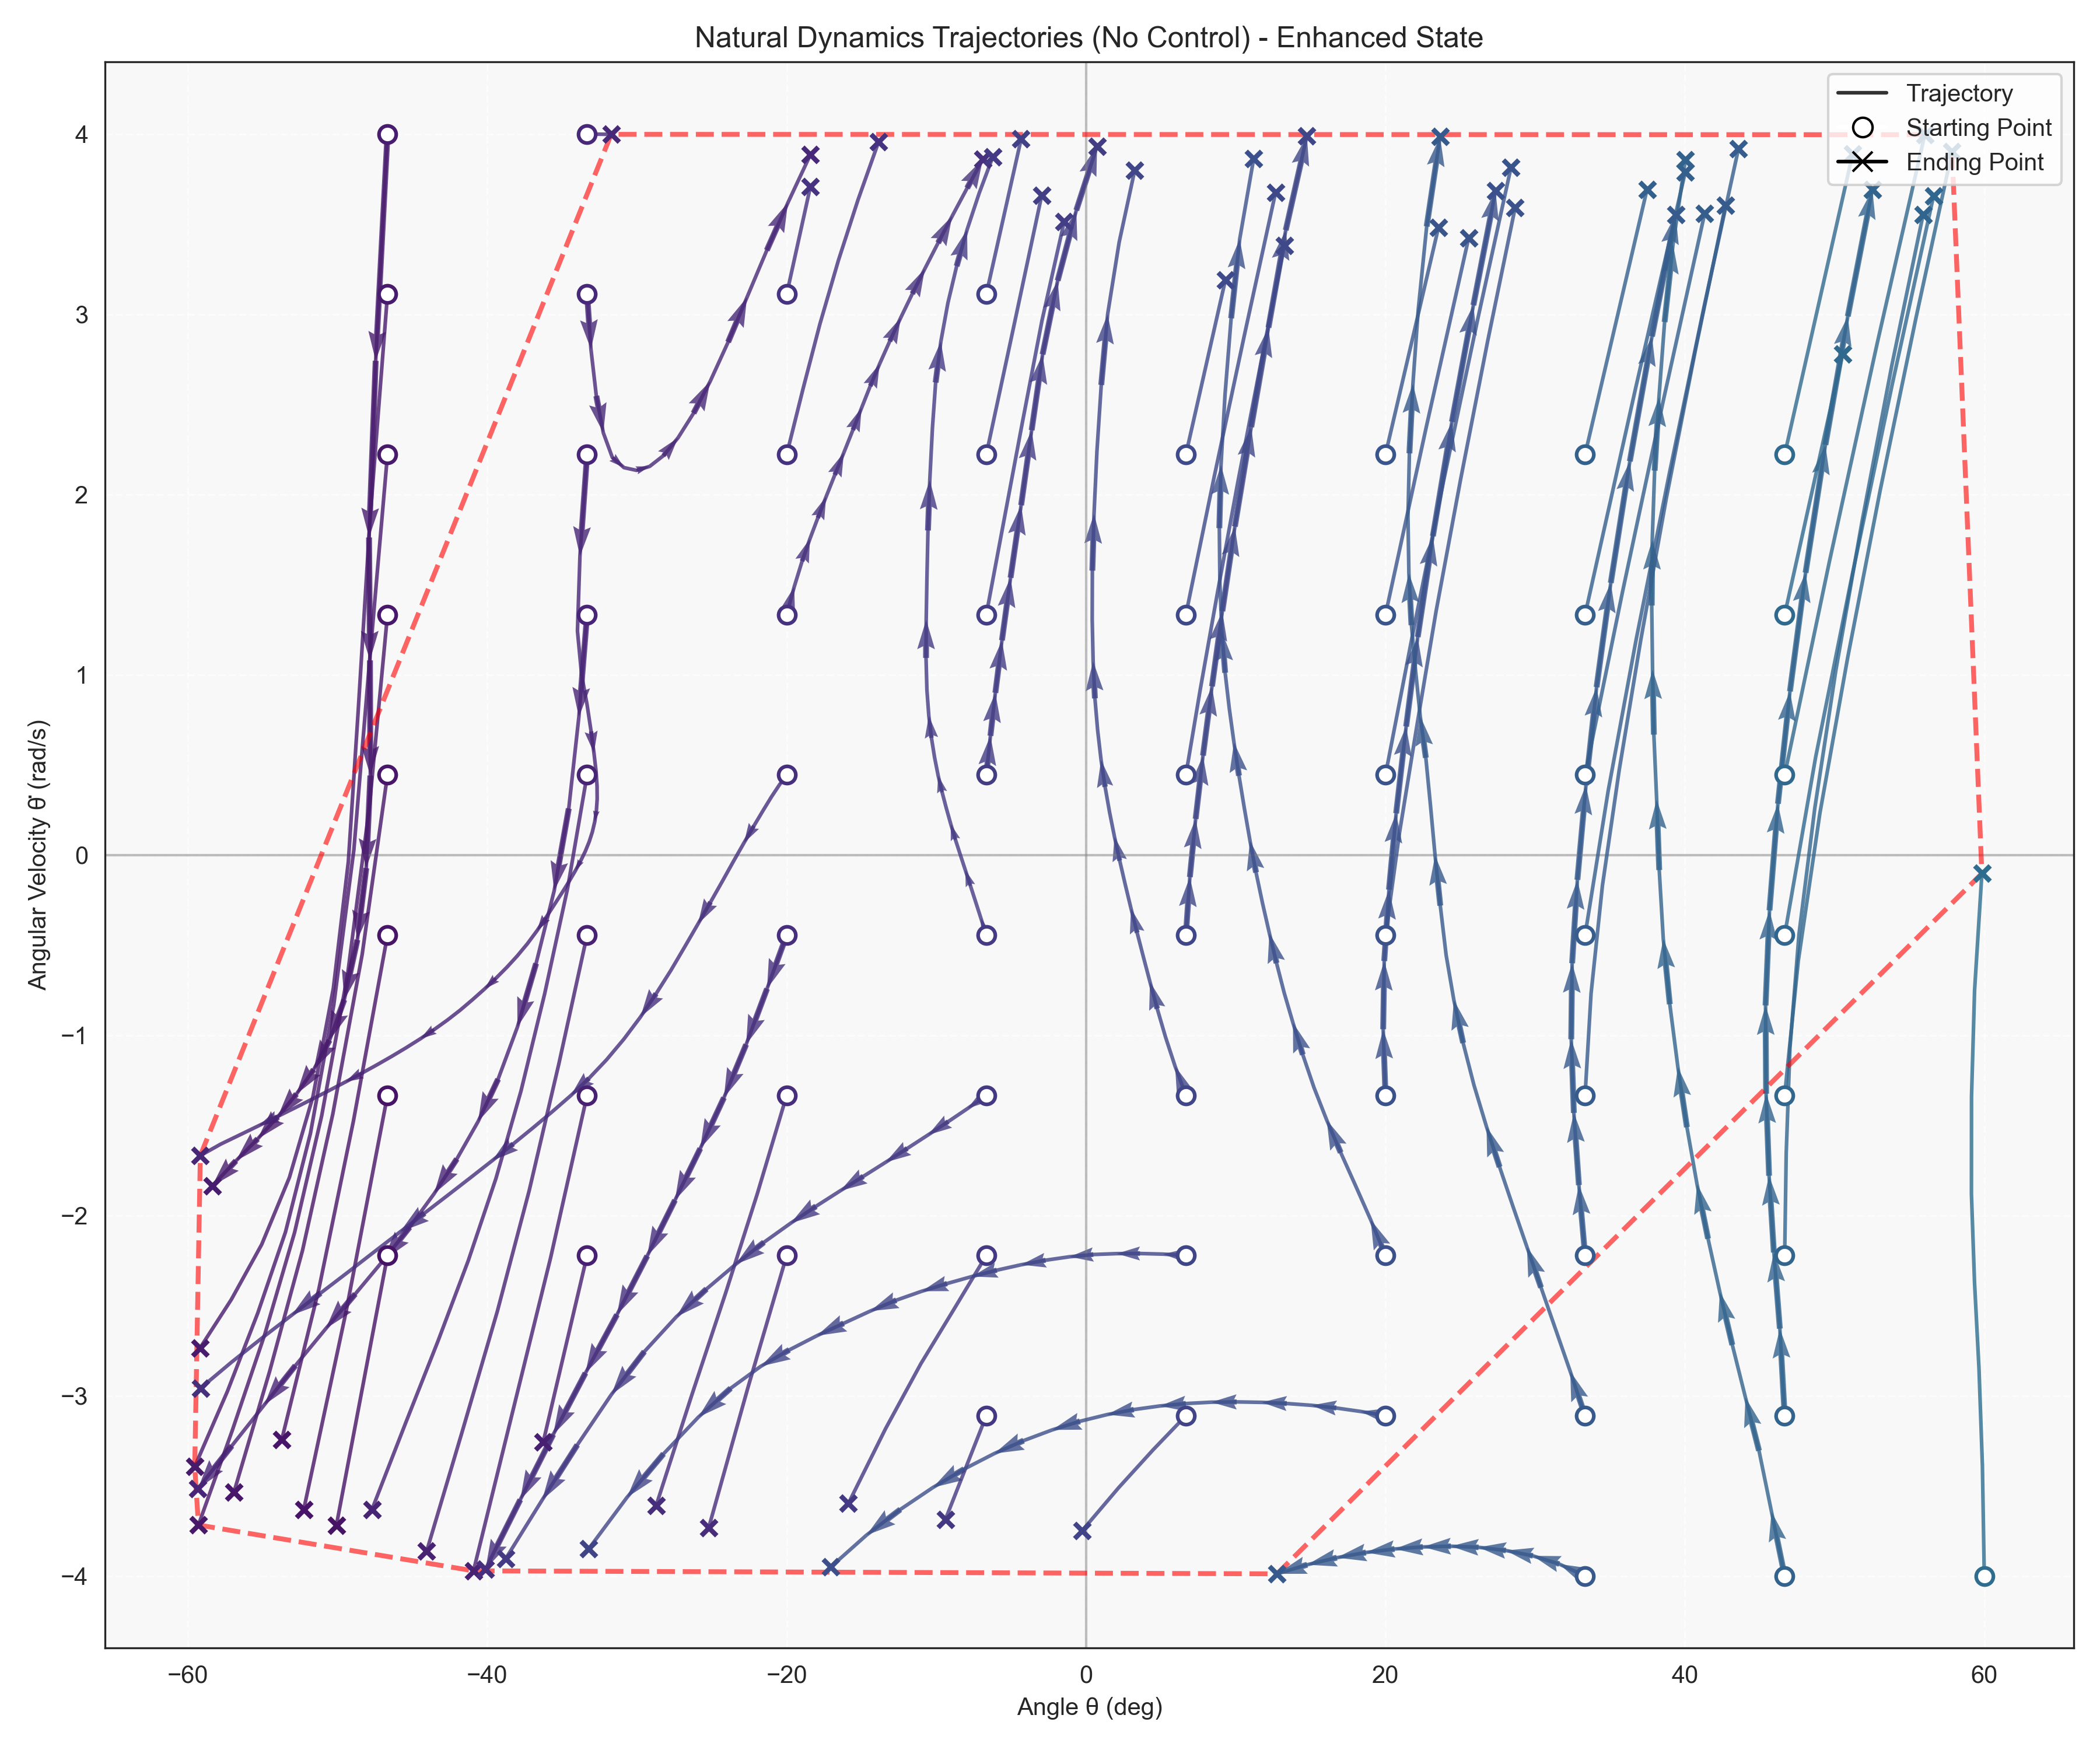 Natural Dynamics Trajectories (No Control) - Enhanced State
Trajectory
Starting Point
Ending Point
4
3
2
1
0
−1
−2
−3
−4
Angular Velocity θ̇ (rad/s)
−60
−40
−20
0
20
40
60
Angle θ (deg)